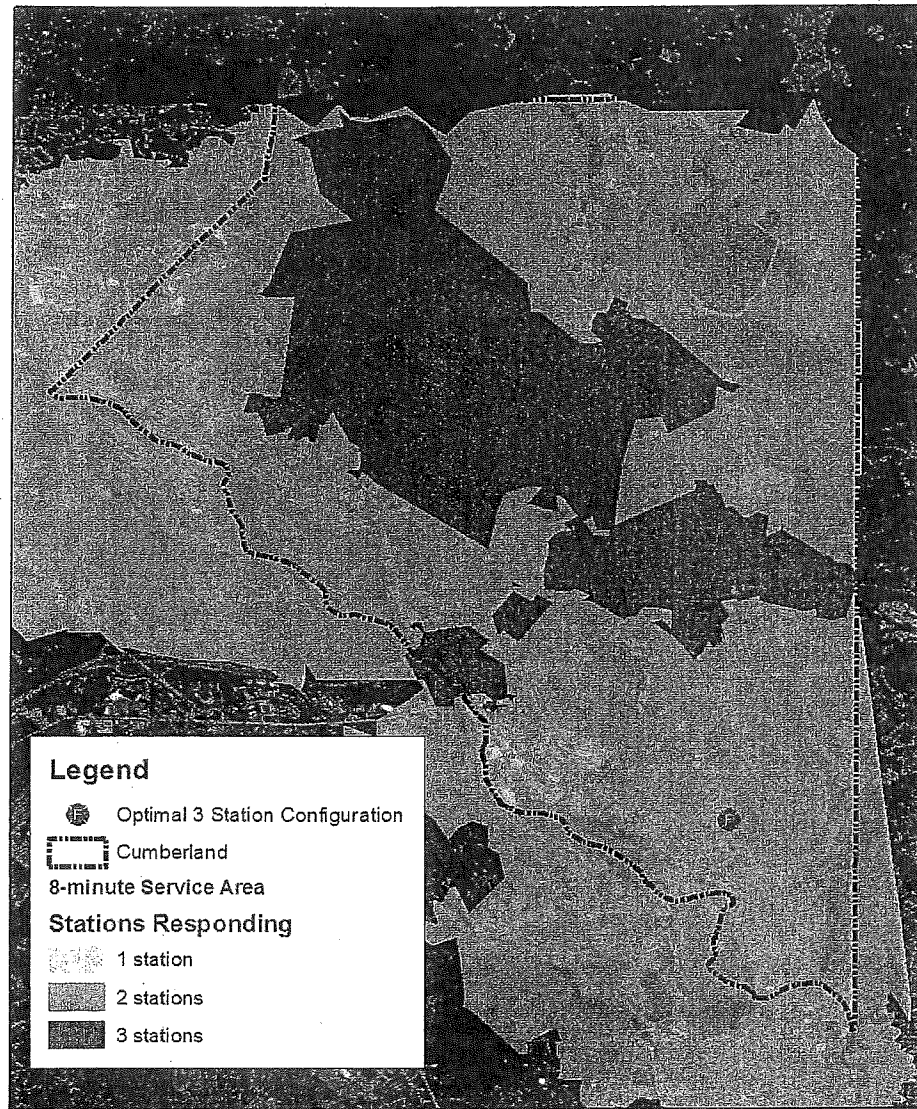 Legend
F Optimal 3 Station Configuration
Cumberland
8-minute Service Area
Stations Responding
1 station
2 stations
3 stations
F